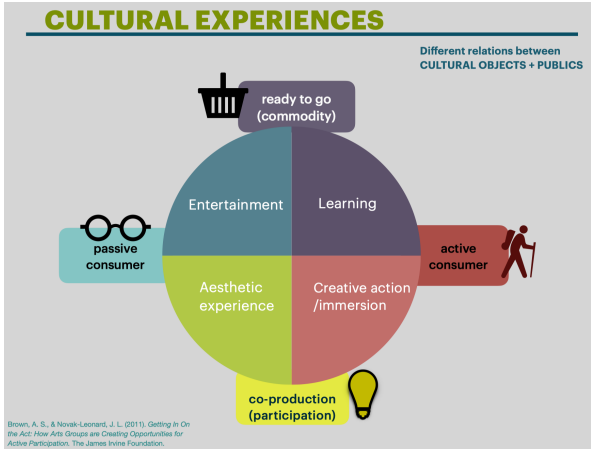 CULTURAL EXPERIENCES
Different relations between
CULTURAL OBJECTS + PUBLICS
ready to go
(commodity)
Entertainment
Learning
passive
consumer
active
consumer
Aesthetic
experience
Creative action
/immersion
co-production
(participation)
Brown, A. S., & Novak-Leonard, J. L. (2011). Getting In On
the Act: How Arts Groups are Creating Opportunities for
Active Participation. The James Irvine Foundation.